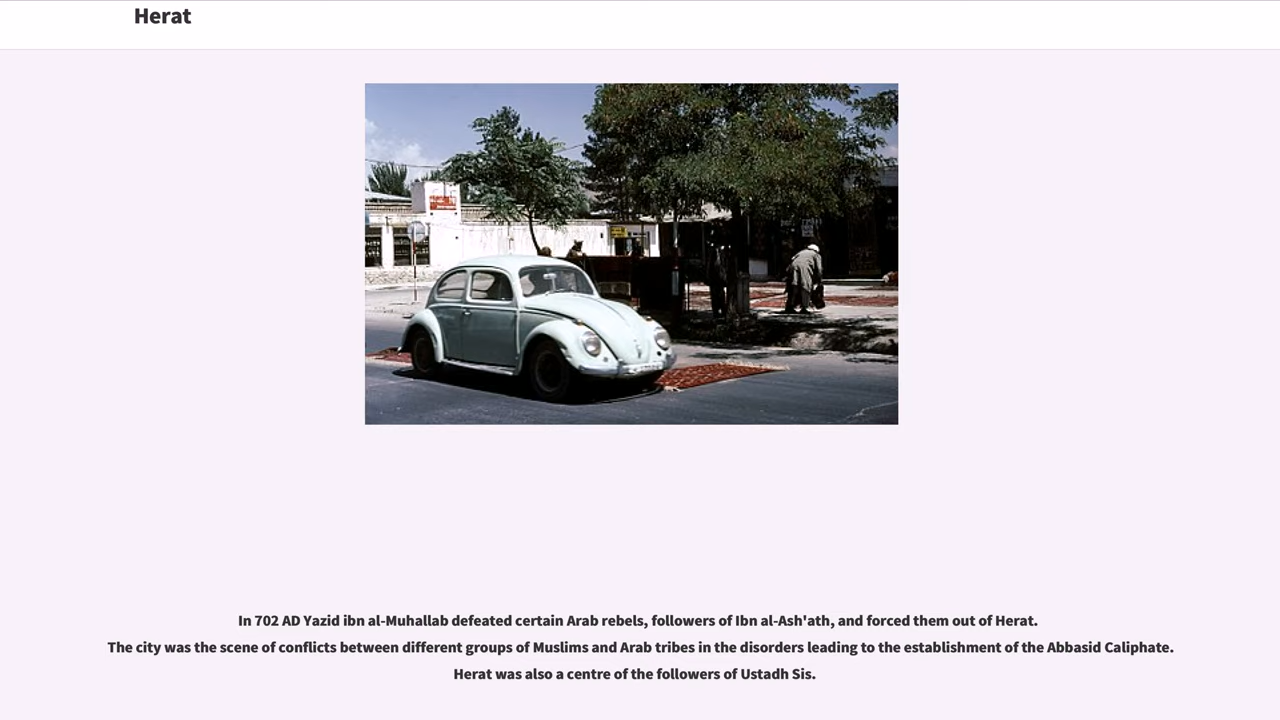 Herat
In 702 AD Yazid ibn al-Muhallab defeated certain Arab rebels, followers of Ibn al-Ash'ath, and forced them out of Herat.
The city was the scene of conflicts between different groups of Muslims and Arab tribes in the disorders leading to the establishment of the Abbasid Caliphate.
Herat was also a centre of the followers of Ustadh Sis.